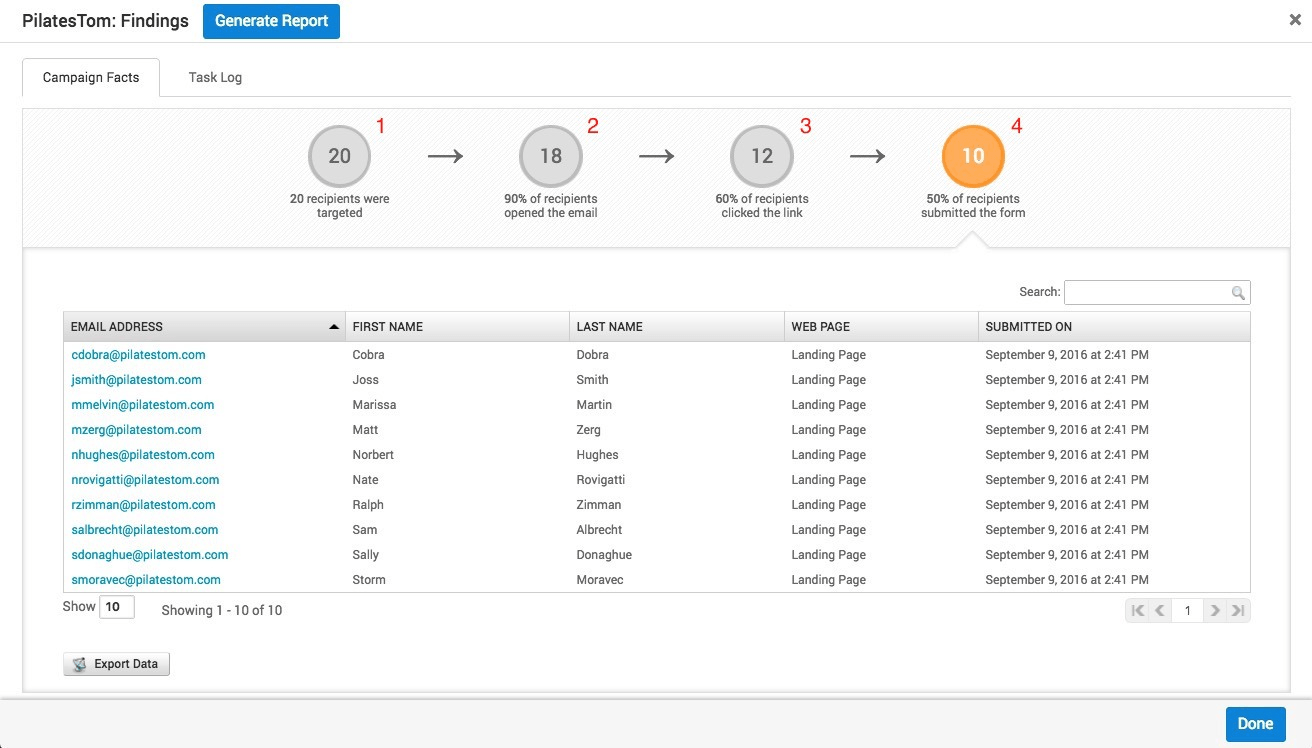 PilatesTom: Findings Generate Report
Campaign Facts Task Log
1 2 3 4
20 18 12 10
20 recipients were 90% of recipients 60% of recipients 50% of recipients
targeted opened the email clicked the link submitted the form
Search:
EMAIL ADDRESS FIRST NAME LAST NAME WEB PAGE SUBMITTED ON
cdobra@pilatestom.com Cobra Dobra Landing Page September 9, 2016 at 2:41 PM
jsmith@pilatestom.com Joss Smith Landing Page September 9, 2016 at 2:41 PM
mmelvin@pilatestom.com Marissa Martin Landing Page September 9, 2016 at 2:41 PM
mzerg@pilatestom.com Matt Zerg Landing Page September 9, 2016 at 2:41 PM
nhughes@pilatestom.com Norbert Hughes Landing Page September 9, 2016 at 2:41 PM
nrovigatti@pilatestom.com Nate Rovigatti Landing Page September 9, 2016 at 2:41 PM
rzimman@pilatestom.com Ralph Zimman Landing Page September 9, 2016 at 2:41 PM
salbrecht@pilatestom.com Sam Albrecht Landing Page September 9, 2016 at 2:41 PM
sdonaghue@pilatestom.com Sally Donaghue Landing Page September 9, 2016 at 2:41 PM
smoravec@pilatestom.com Storm Moravec Landing Page September 9, 2016 at 2:41 PM
Show 10 Showing 1 - 10 of 10 1
Export Data
Done